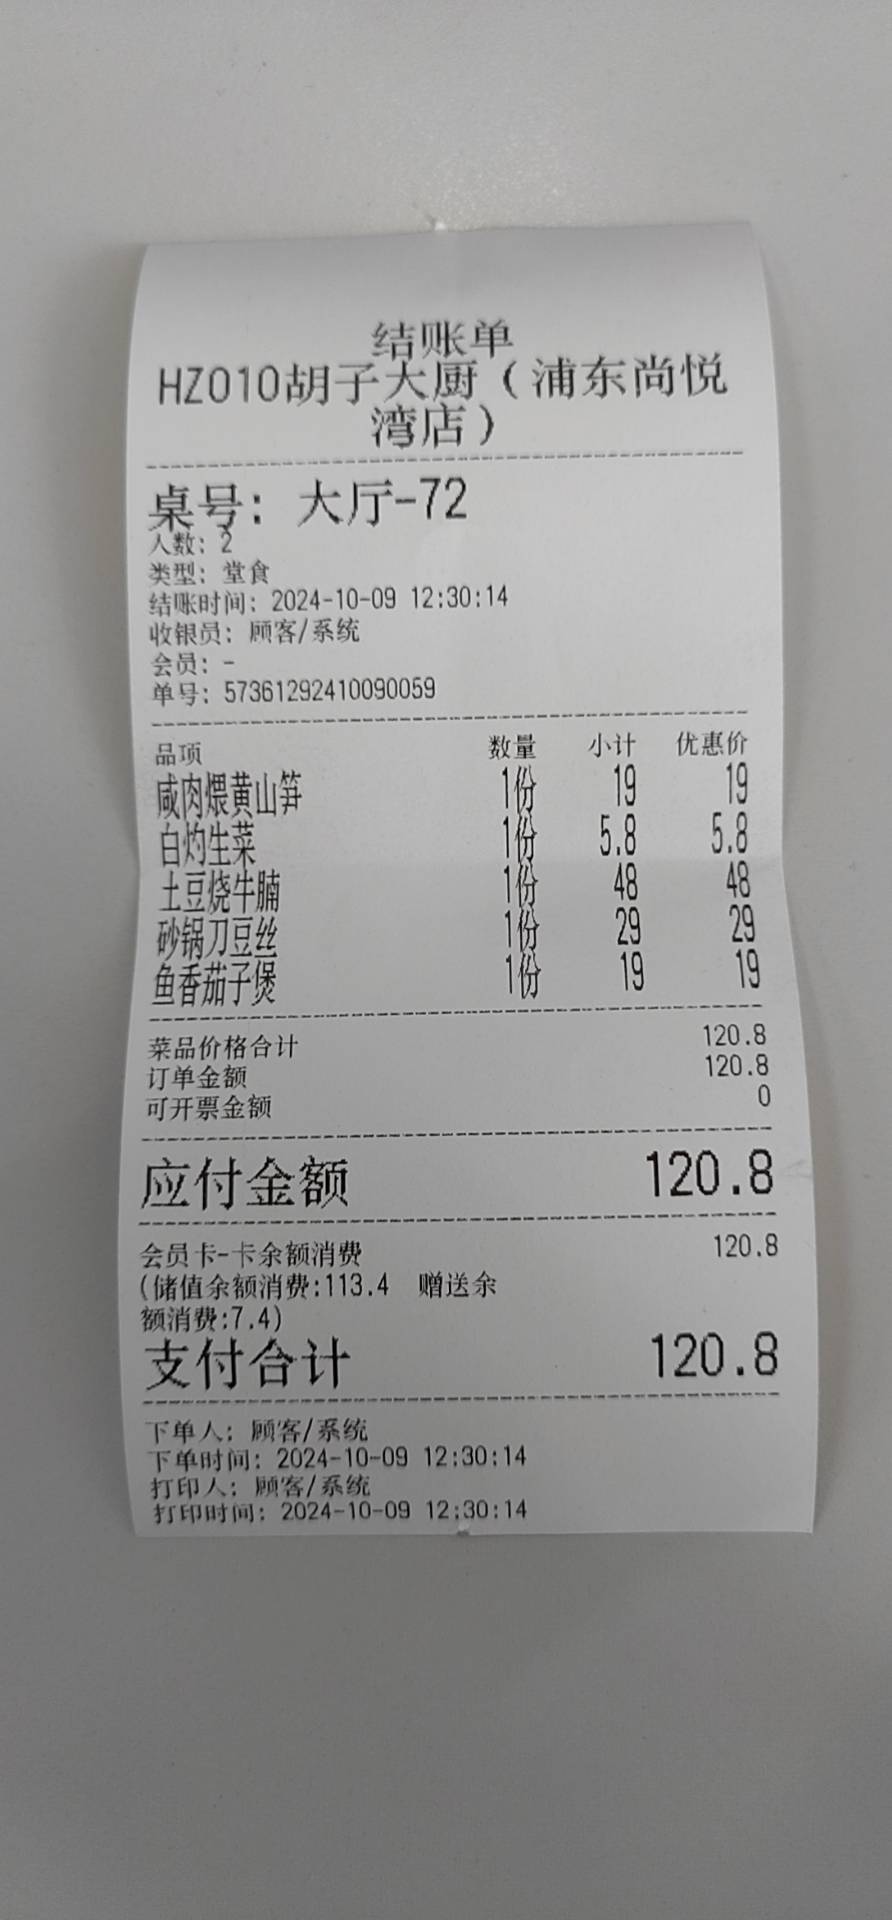 结账单
HZ010胡子大厨（浦东尚悦
湾店）
桌号：大厅-72
人数：2
类型：堂食
结账时间：2024-10-09 12:30:14
收银员：顾客/系统
会员：-
单号：57361292410090059
品项 数量 小计 优惠价
咸肉煨黄山笋 1份 19 19
白灼生菜 1份 5.8 5.8
土豆烧牛腩 1份 48 48
砂锅刀豆丝 1份 29 29
鱼香茄子煲 1份 19 19
菜品价格合计 120.8
订单金额 120.8
可开票金额 0
应付金额 120.8
会员卡-卡余额消费 120.8
(储值余额消费:113.4 赠送余
额消费:7.4)
支付合计 120.8
下单人：顾客/系统
下单时间：2024-10-09 12:30:14
打印人：顾客/系统
打印时间：2024-10-09 12:30:14